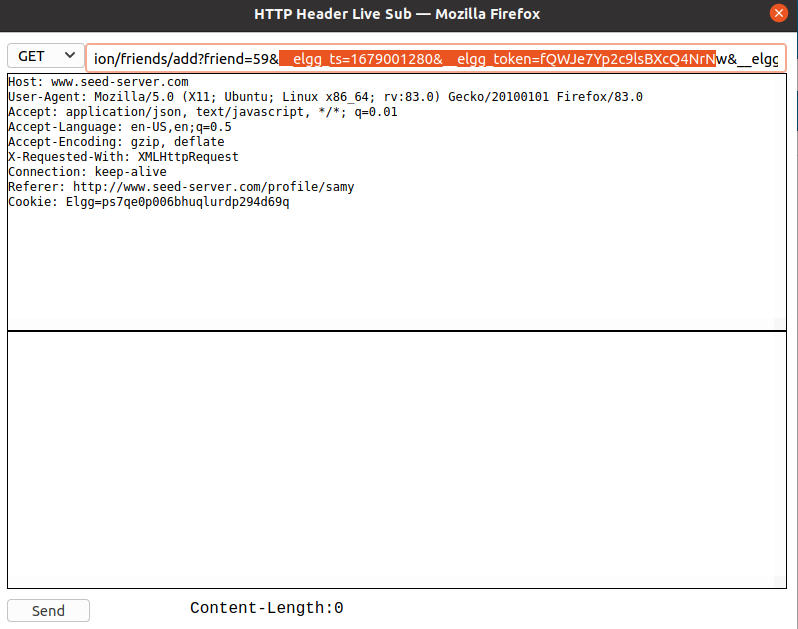 HTTP Header Live Sub — Mozilla Firefox
GET ion/friends/add?friend=59&__elgg_ts=1679001280&__elgg_token=fQWJe7Yp2c9lsBXcQ4NrNw&__elgg
Host: www.seed-server.com
User-Agent: Mozilla/5.0 (X11; Ubuntu; Linux x86_64; rv:83.0) Gecko/20100101 Firefox/83.0
Accept: application/json, text/javascript, */*; q=0.01
Accept-Language: en-US,en;q=0.5
Accept-Encoding: gzip, deflate
X-Requested-With: XMLHttpRequest
Connection: keep-alive
Referer: http://www.seed-server.com/profile/samy
Cookie: Elgg=ps7qe0p006bhuqlurdp294d69q
Send Content-Length:0